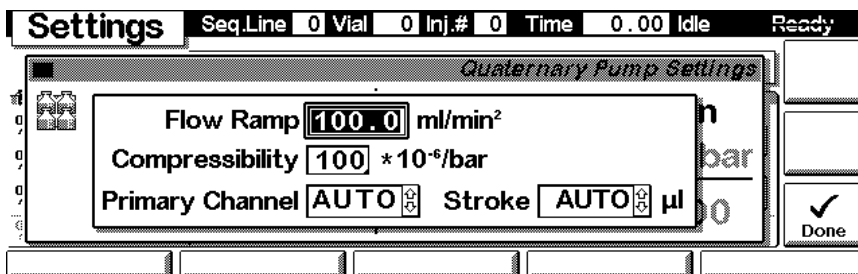 Settings Seq.Line 0 Vial 0 Inj.# 0 Time 0.00 Idle Ready
Quaternary Pump Settings
Flow Ramp 100.0 ml/min²
Compressibility 100 *10⁻⁶/bar
bar
Primary Channel AUTO Stroke AUTO µl
Done